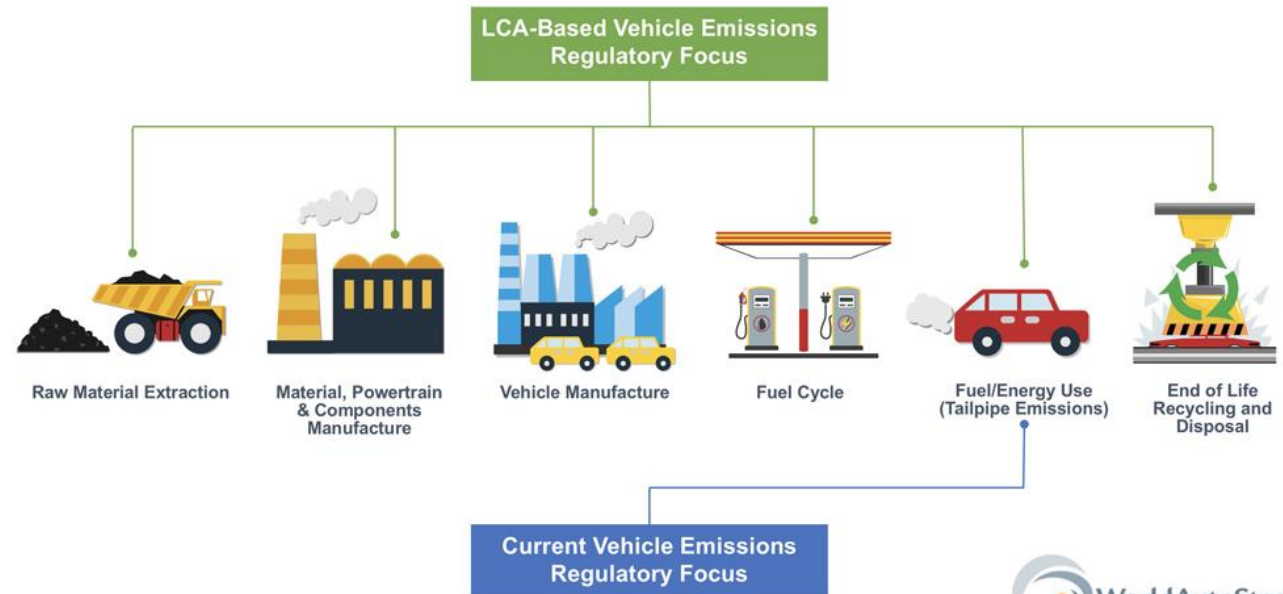 LCA-Based Vehicle Emissions
Regulatory Focus
Raw Material Extraction
Material, Powertrain
& Components
Manufacture
Vehicle Manufacture
Fuel Cycle
Fuel/Energy Use
(Tailpipe Emissions)
End of Life
Recycling and
Disposal
Current Vehicle Emissions
Regulatory Focus